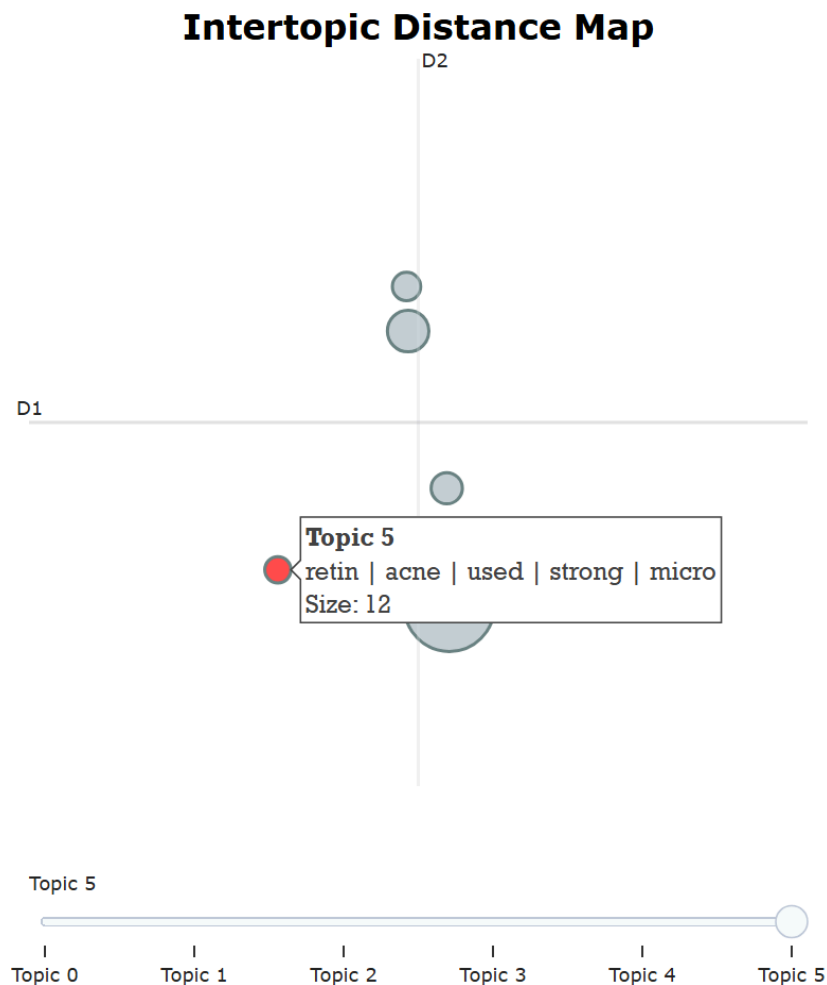 Intertopic Distance Map
D2
D1
Topic 5
retin | acne | used | strong | micro
Size: 12
Topic 5
Topic 0 Topic 1 Topic 2 Topic 3 Topic 4 Topic 5